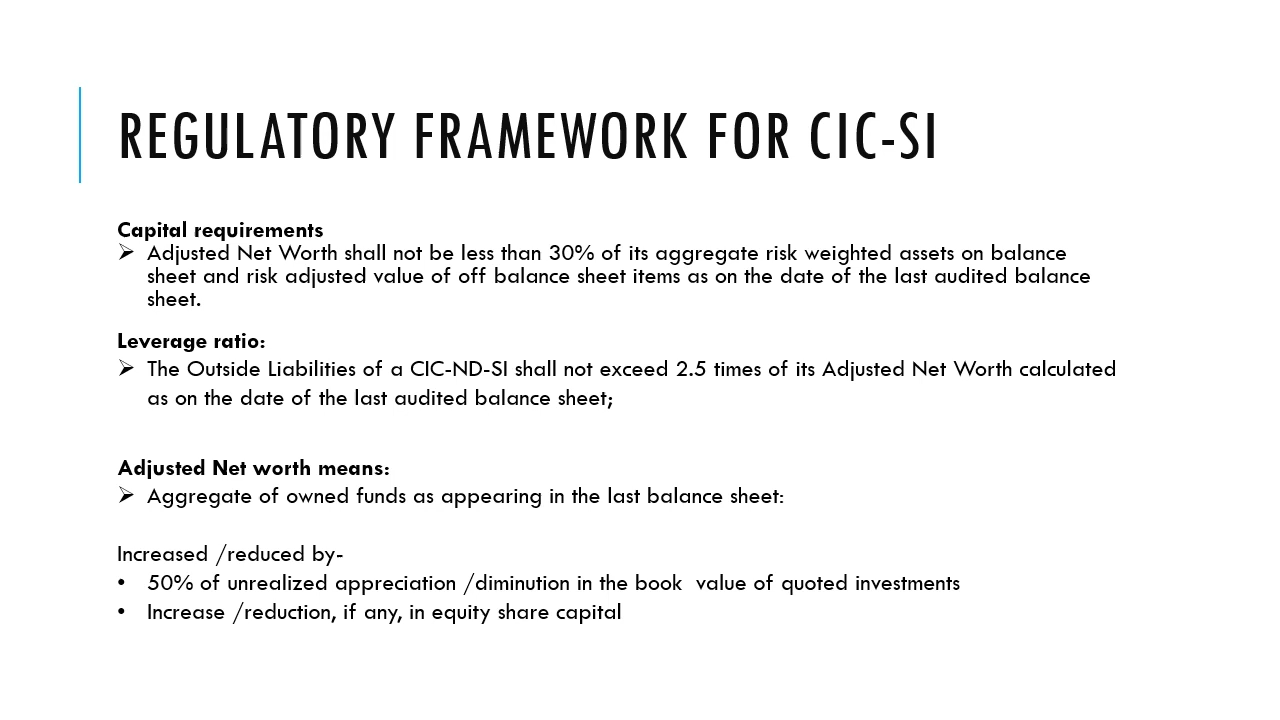 REGULATORY FRAMEWORK FOR CIC-SI
Capital requirements
➢ Adjusted Net Worth shall not be less than 30% of its aggregate risk weighted assets on balance
sheet and risk adjusted value of off balance sheet items as on the date of the last audited balance
sheet.
Leverage ratio:
➢ The Outside Liabilities of a CIC-ND-SI shall not exceed 2.5 times of its Adjusted Net Worth calculated
as on the date of the last audited balance sheet;
Adjusted Net worth means:
➢ Aggregate of owned funds as appearing in the last balance sheet:
Increased /reduced by-
• 50% of unrealized appreciation /diminution in the book  value of quoted investments
• Increase /reduction, if any, in equity share capital